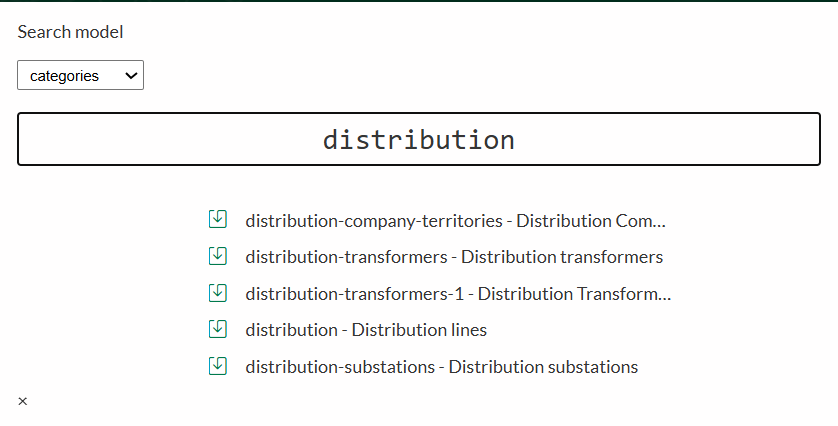 Search model
categories
distribution
distribution-company-territories - Distribution Com...
distribution-transformers - Distribution transformers
distribution-transformers-1 - Distribution Transform...
distribution - Distribution lines
distribution-substations - Distribution substations
×